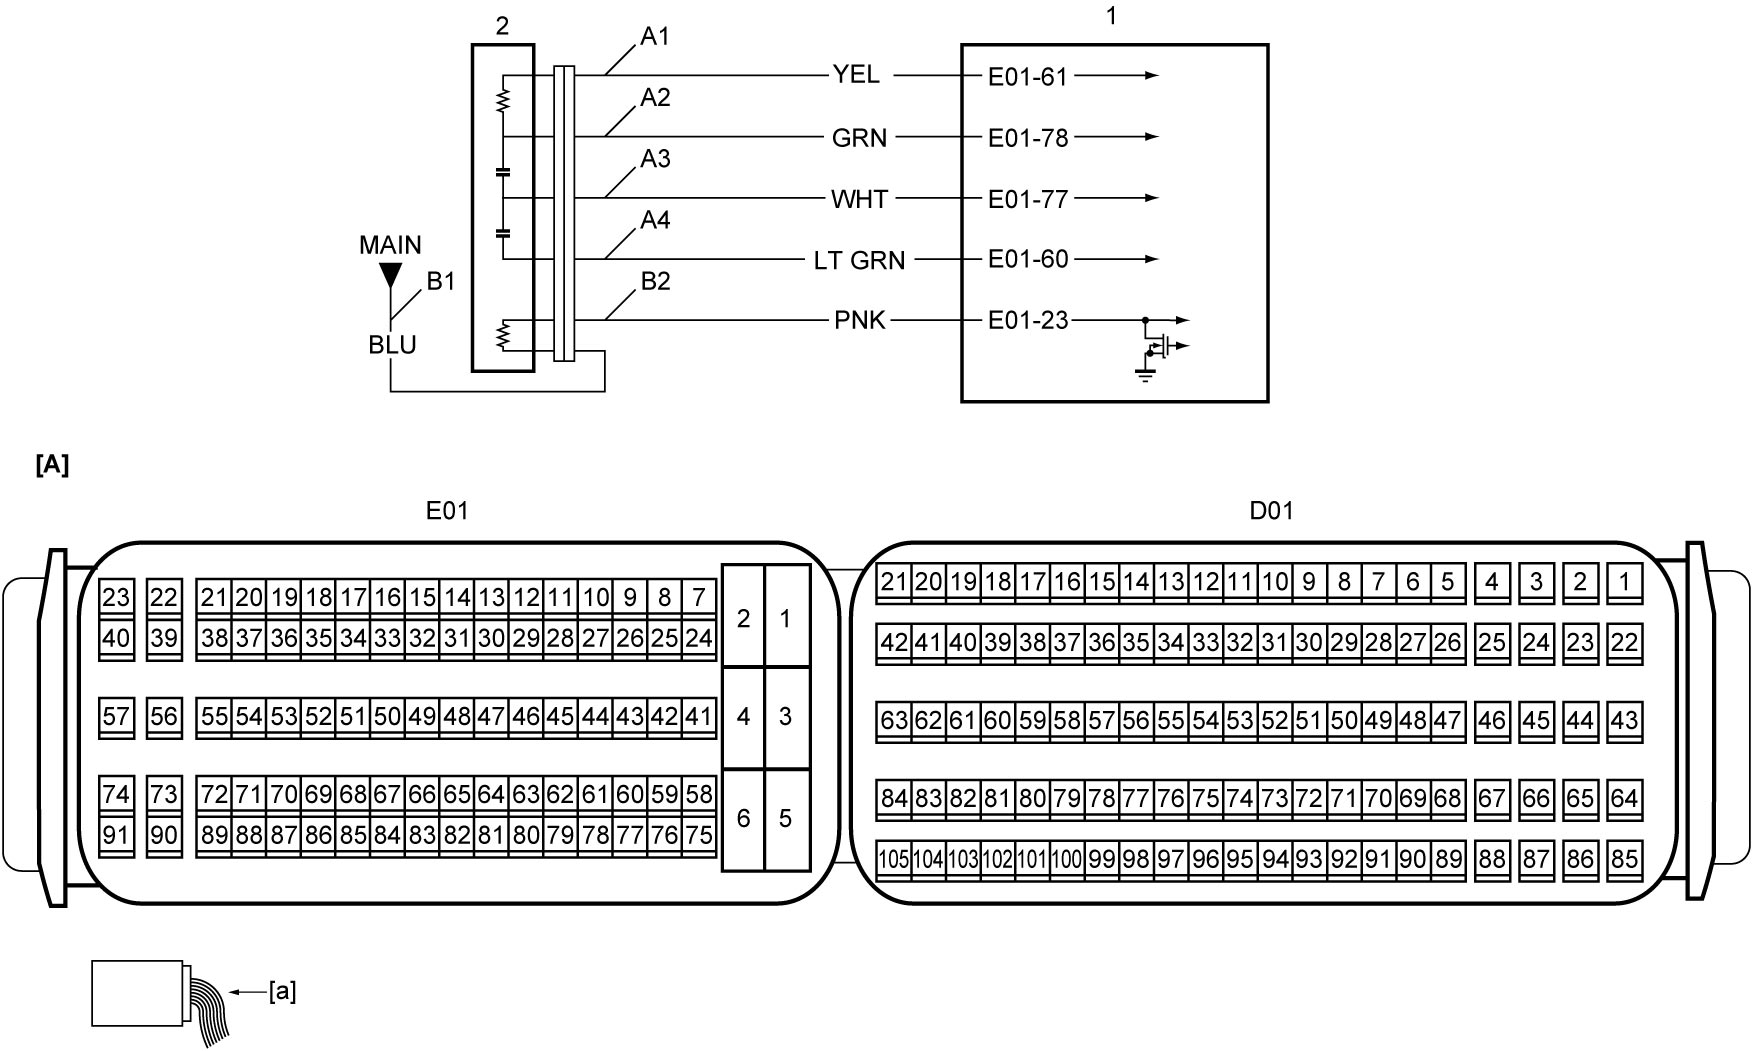 2
1
A1
YEL
E01-61
A2
GRN
E01-78
A3
WHT
E01-77
A4
LT GRN
E01-60
MAIN
B1
B2
PNK
E01-23
BLU
[A]
E01
D01
23 22 21 20 19 18 17 16 15 14 13 12 11 10 9 8 7
40 39 38 37 36 35 34 33 32 31 30 29 28 27 26 25 24
2 1
57 56 55 54 53 52 51 50 49 48 47 46 45 44 43 42 41
4 3
74 73 72 71 70 69 68 67 66 65 64 63 62 61 60 59 58
91 90 89 88 87 86 85 84 83 82 81 80 79 78 77 76 75
6 5
21 20 19 18 17 16 15 14 13 12 11 10 9 8 7 6 5 4 3 2 1
42 41 40 39 38 37 36 35 34 33 32 31 30 29 28 27 26 25 24 23 22
63 62 61 60 59 58 57 56 55 54 53 52 51 50 49 48 47 46 45 44 43
84 83 82 81 80 79 78 77 76 75 74 73 72 71 70 69 68 67 66 65 64
105 104 103 102 101 100 99 98 97 96 95 94 93 92 91 90 89 88 87 86 85
[a]